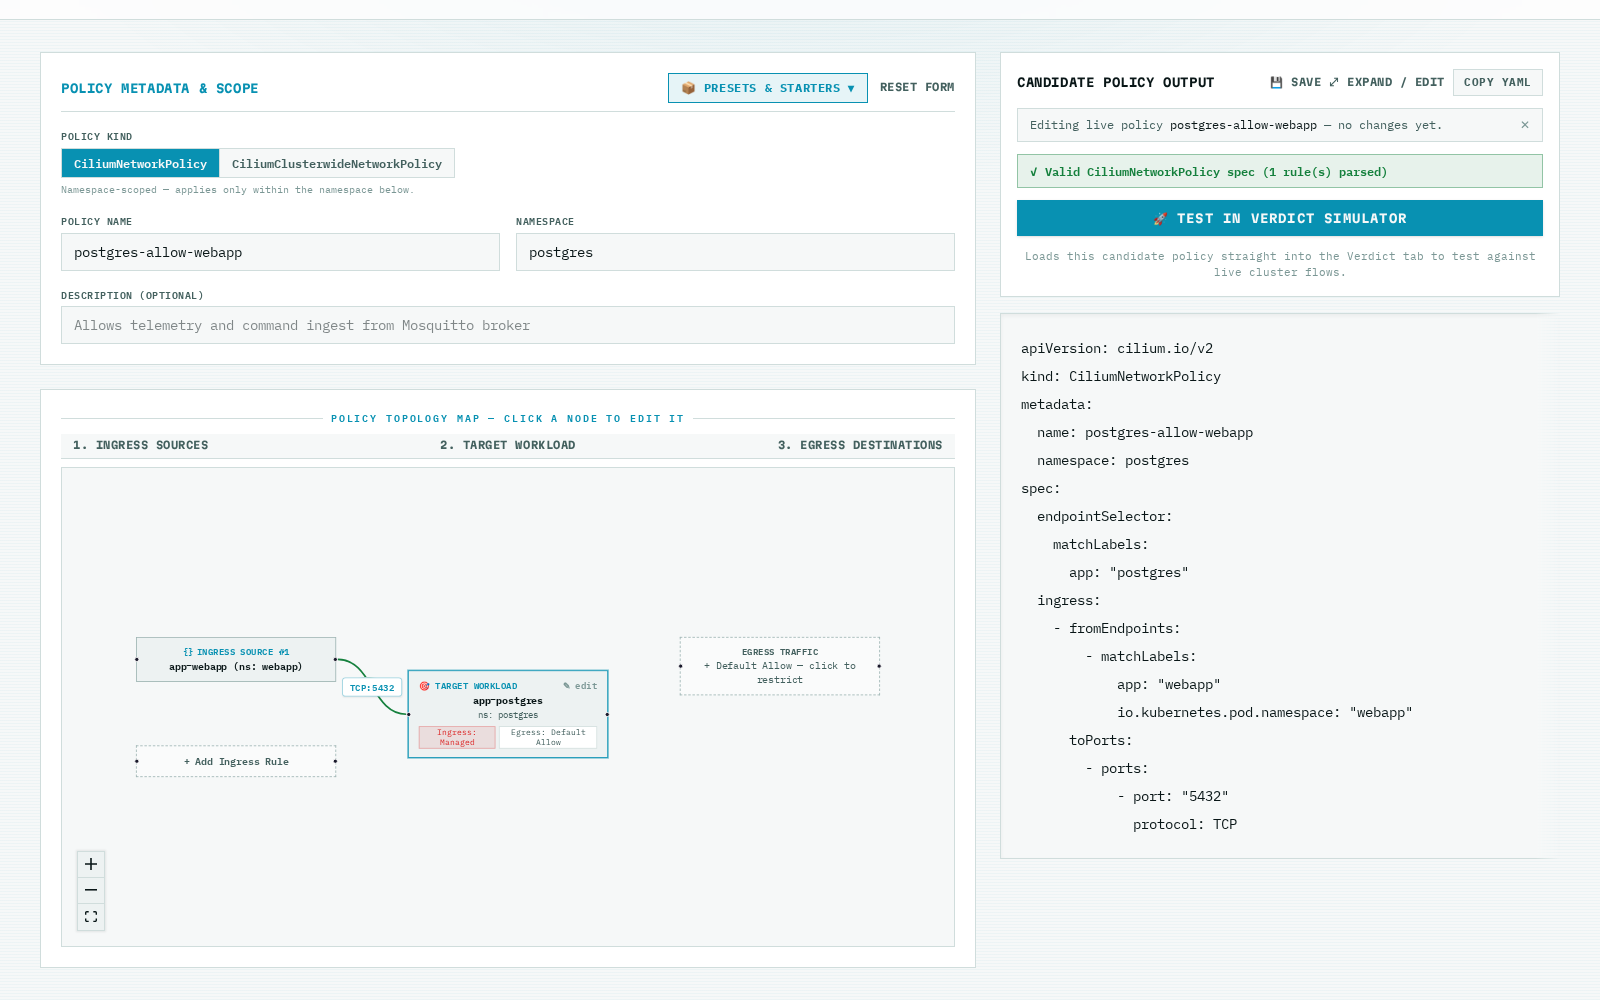 POLICY METADATA & SCOPE
📦 PRESETS & STARTERS ▼
RESET FORM
POLICY KIND
CiliumNetworkPolicy
CiliumClusterwideNetworkPolicy
Namespace-scoped — applies only within the namespace below.
POLICY NAME
NAMESPACE
postgres-allow-webapp
postgres
DESCRIPTION (OPTIONAL)
Allows telemetry and command ingest from Mosquitto broker
POLICY TOPOLOGY MAP — CLICK A NODE TO EDIT IT
1. INGRESS SOURCES
2. TARGET WORKLOAD
3. EGRESS DESTINATIONS
{} INGRESS SOURCE #1
app=webapp (ns: webapp)
TCP:5432
🎯 TARGET WORKLOAD
✎ edit
app=postgres
ns: postgres
Ingress:
Managed
Egress: Default
Allow
EGRESS TRAFFIC
+ Default Allow — click to
restrict
+ Add Ingress Rule
CANDIDATE POLICY OUTPUT
💾 SAVE
⤢ EXPAND / EDIT
COPY YAML
Editing live policy postgres-allow-webapp — no changes yet.
×
√ Valid CiliumNetworkPolicy spec (1 rule(s) parsed)
🚀 TEST IN VERDICT SIMULATOR
Loads this candidate policy straight into the Verdict tab to test against
live cluster flows.
apiVersion: cilium.io/v2
kind: CiliumNetworkPolicy
metadata:
  name: postgres-allow-webapp
  namespace: postgres
spec:
  endpointSelector:
    matchLabels:
      app: "postgres"
  ingress:
    - fromEndpoints:
        - matchLabels:
            app: "webapp"
            io.kubernetes.pod.namespace: "webapp"
      toPorts:
        - ports:
            - port: "5432"
              protocol: TCP